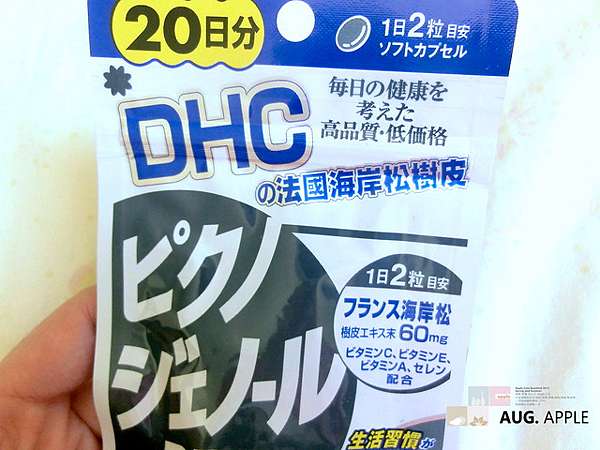 20日分
1日2粒目安
ソフトカプセル
毎日の健康を
考えた
高品質・低価格
DHC
の法國海岸松樹皮
ピクノ
ジェノール
1日2粒目安
フランス海岸松
樹皮エキス末 60mg
ビタミンC、ビタミンE、
ビタミンA、セレン
配合
生活習慣が
AUG. APPLE